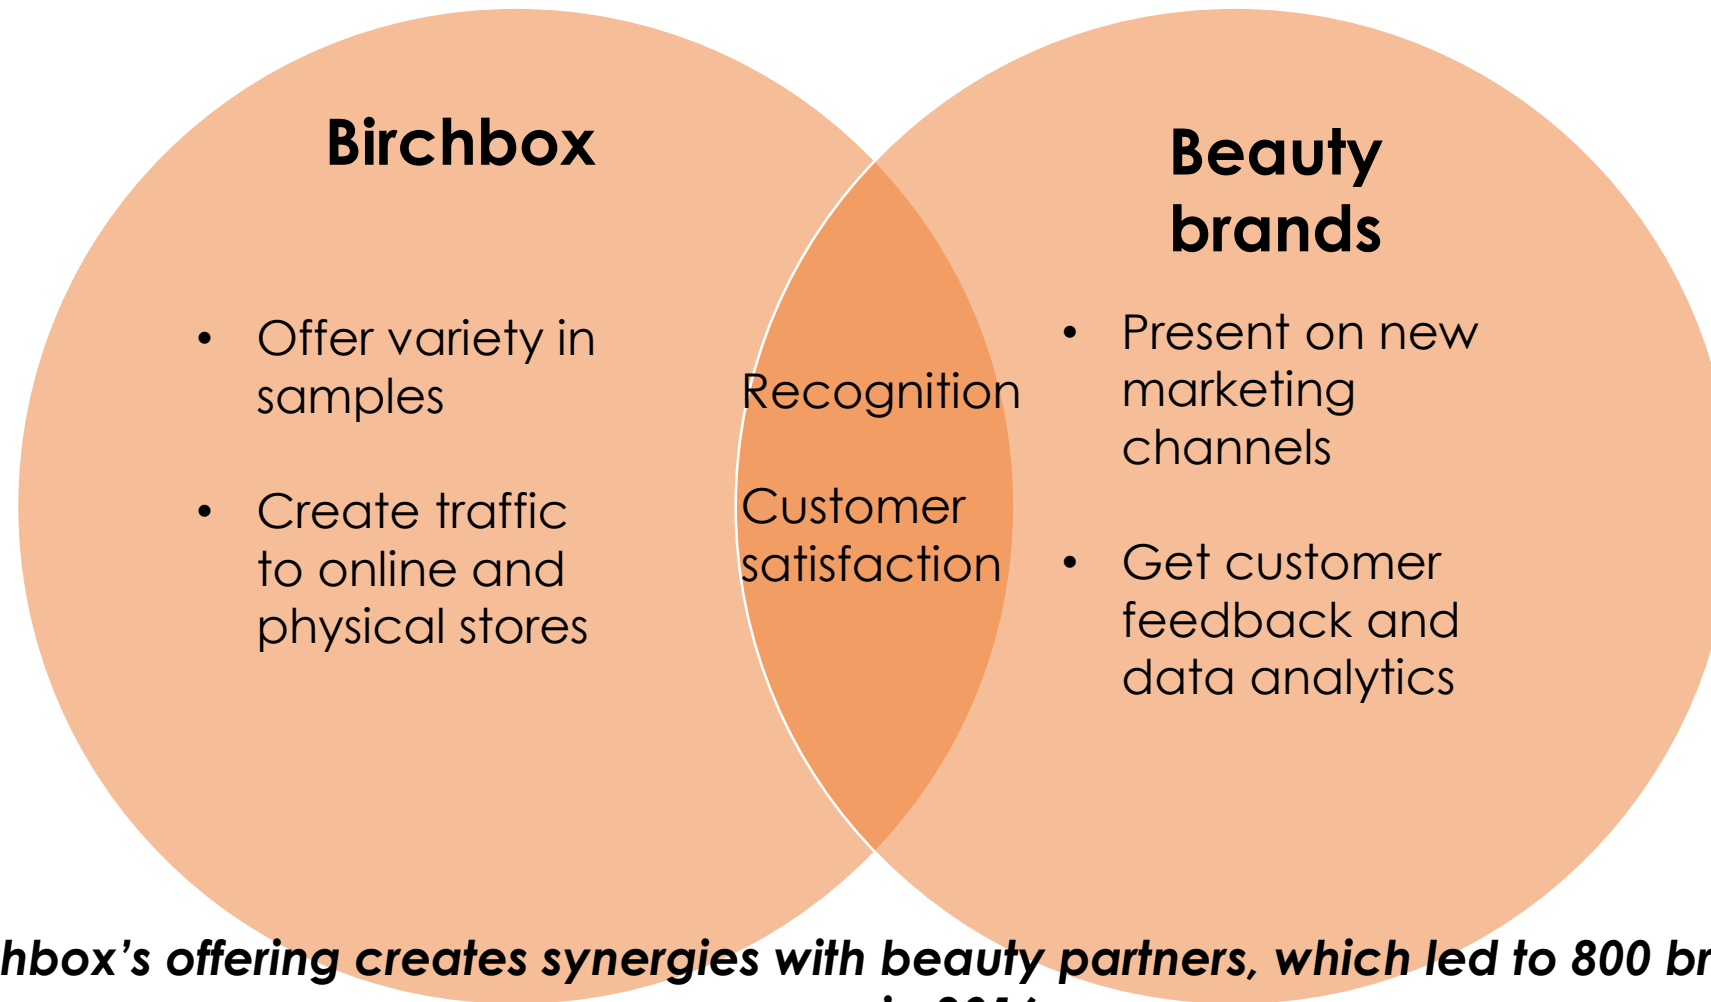 Birchbox
• Offer variety in
samples
• Create traffic
to online and
physical stores
Recognition
Customer
satisfaction
Beauty
brands
• Present on new
marketing
channels
• Get customer
feedback and
data analytics
hbox's offering creates synergies with beauty partners, which led to 800 br
in